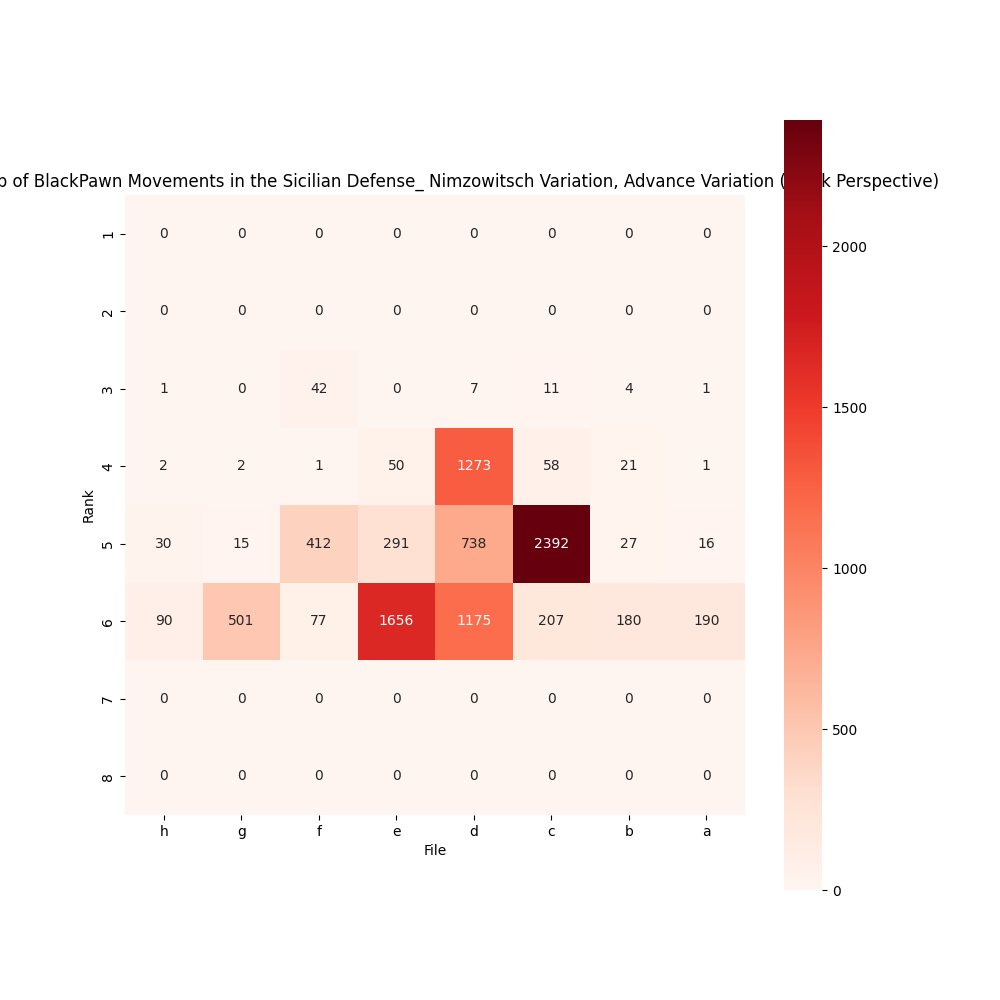 of BlackPawn Movements in the Sicilian Defense_ Nimzowitsch Variation, Advance Variation ( k Perspective)
1 0 0 0 0 0 0 0 0
2 0 0 0 0 0 0 0 0
3 1 0 42 0 7 11 4 1
4 2 2 1 50 1273 58 21 1
5 30 15 412 291 738 2392 27 16
6 90 501 77 1656 1175 207 180 190
7 0 0 0 0 0 0 0 0
8 0 0 0 0 0 0 0 0
h g f e d c b a
File
Rank
2000
1500
1000
500
0